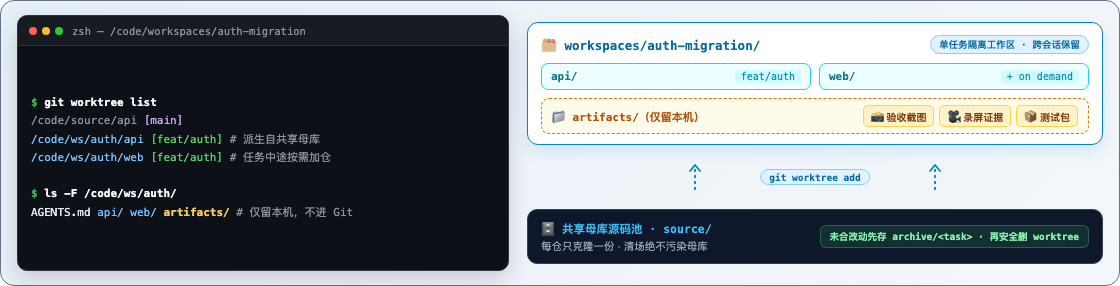 zsh — /code/workspaces/auth-migration
$ git worktree list
/code/source/api [main]
/code/ws/auth/api [feat/auth] # 派生自共享母库
/code/ws/auth/web [feat/auth] # 任务中途按需加仓
$ ls -F /code/ws/auth/
AGENTS.md api/ web/ artifacts/ # 仅留本机，不进 Git
workspaces/auth-migration/
单任务隔离工作区 · 跨会话保留
api/
feat/auth
web/
+ on demand
artifacts/（仅留本机）
验收截图
录屏证据
测试包
git worktree add
共享母库源码池 · source/
每仓只克隆一份 · 清场绝不污染母库
未合改动先存 archive/<task> · 再安全删 worktree